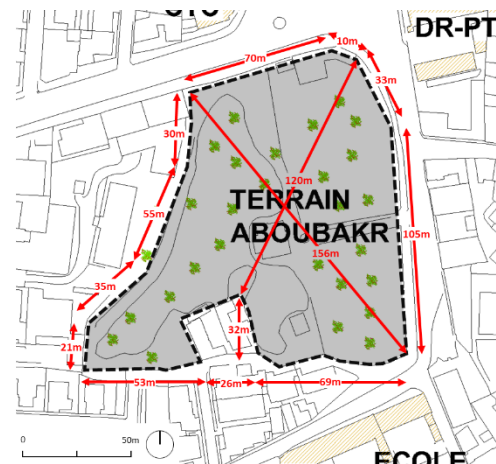 DR-PT
70m
10m
33m
30m
120m
TERRAIN
ABOUBAKR
55m
156m
105m
35m
21m
32m
53m
26m
69m
0 50m
ECOLE